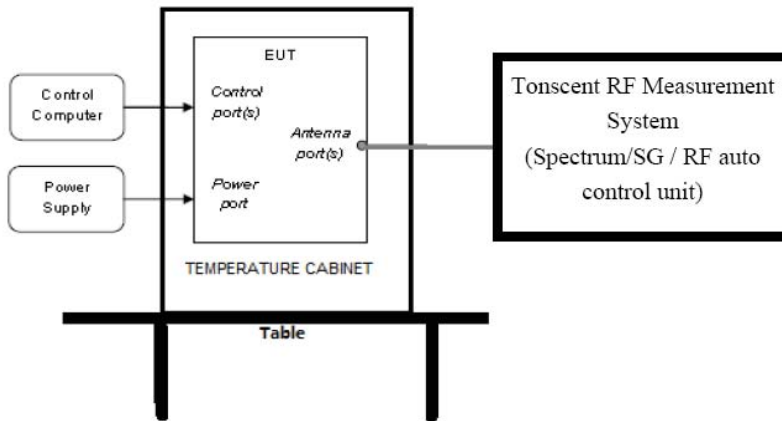 EUT
Control
Computer
Control
port(s)
Antenna
port(s)
Power
Supply
Power
port
TEMPERATURE CABINET
Table
Tonscent RF Measurement
System
(Spectrum/SG / RF auto
control unit)